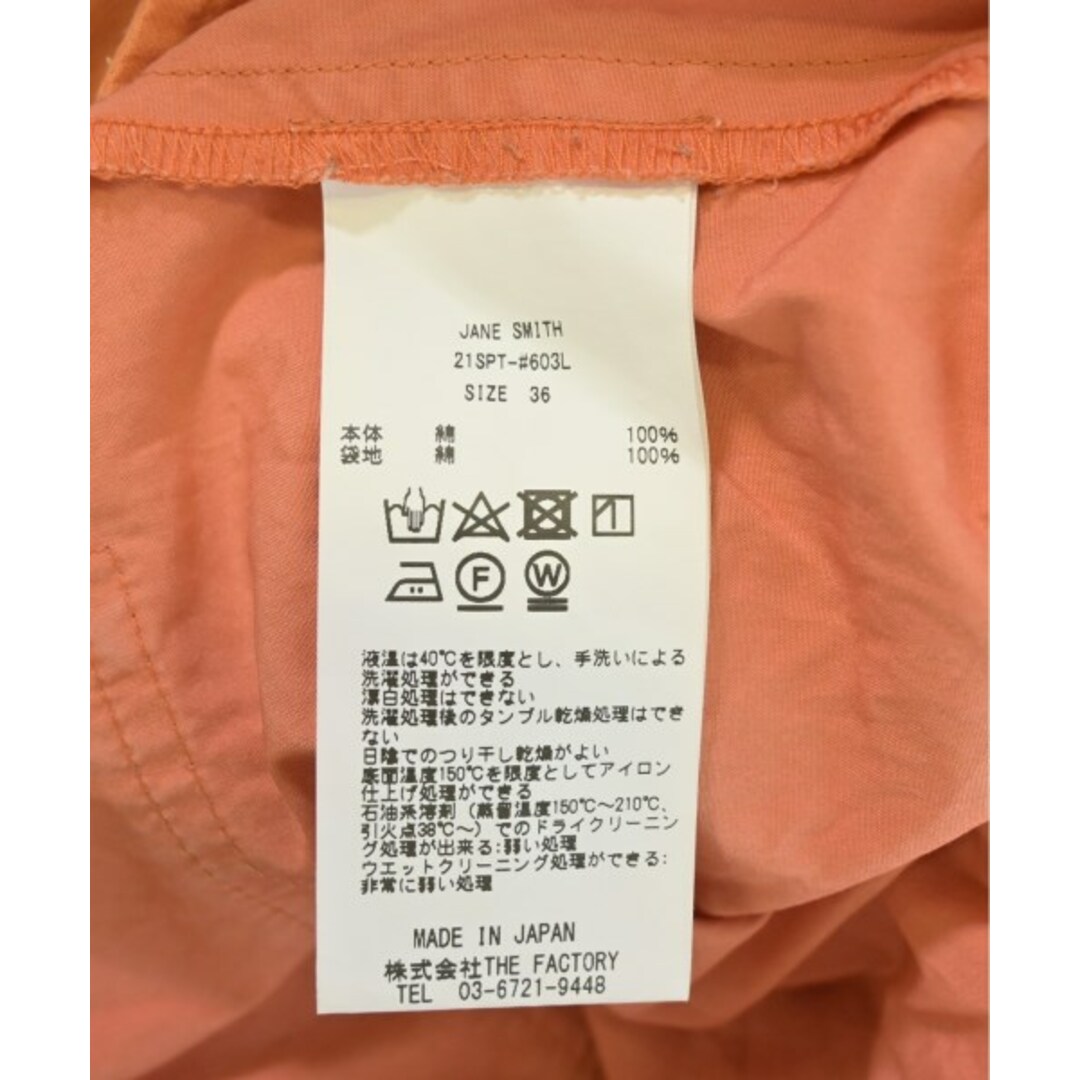 JANE SMITH
21SPT-#603L
SIZE 36
本体 綿 100%
袋地 綿 100%
F W
液温は40℃を限度とし、手洗いによる
洗濯処理ができる
漂白処理はできない
洗濯処理後のタンブル乾燥処理はでき
ない
日陰でのつり干し乾燥がよい
底面温度150℃を限度としてアイロン
仕上げ処理ができる
石油系溶剤(蒸留温度150℃~210℃、
引火点38℃~)でのドライクリーニン
グ処理が出来る:弱い処理
ウエットクリーニング処理ができる:
非常に弱い処理
MADE IN JAPAN
株式会社THE FACTORY
TEL 03-6721-9448